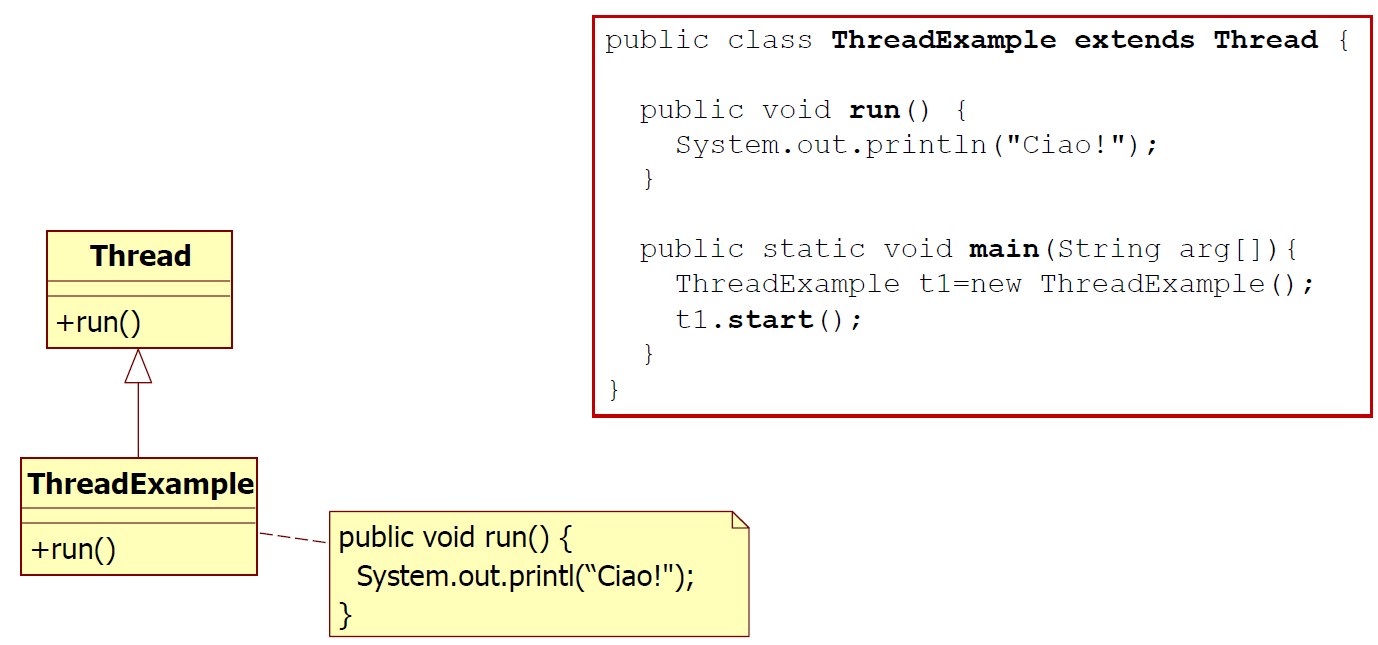 public class ThreadExample extends Thread {
public void run() {
System.out.println("Ciao!");
}
public static void main(String arg[]){
ThreadExample t1=new ThreadExample();
t1.start();
}
}
Thread
+run()
ThreadExample
+run()
public void run() {
System.out.printl(“Ciao!");
}